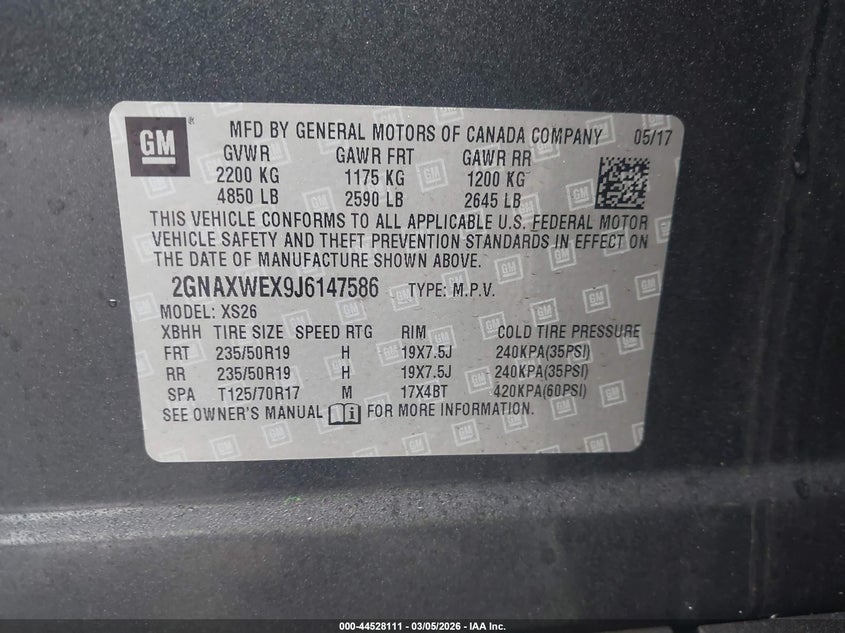 GM
MFD BY GENERAL MOTORS OF CANADA COMPANY 05/17
GVWR GAWR FRT GAWR RR
2200 KG 1175 KG 1200 KG
4850 LB 2590 LB 2645 LB
THIS VEHICLE CONFORMS TO ALL APPLICABLE U.S. FEDERAL MOTOR
VEHICLE SAFETY AND THEFT PREVENTION STANDARDS IN EFFECT ON
THE DATE OF MANUFACTURE SHOWN ABOVE.
2GNAXWEX9J6147586 TYPE: M.P.V.
MODEL: XS26
XBHH TIRE SIZE SPEED RTG RIM COLD TIRE PRESSURE
FRT 235/50R19 H 19X7.5J 240KPA(35PSI)
RR 235/50R19 H 19X7.5J 240KPA(35PSI)
SPA T125/70R17 M 17X4BT 420KPA(60PSI)
SEE OWNER'S MANUAL FOR MORE INFORMATION.
000-44528111 - 03/05/2026 - IAA Inc.